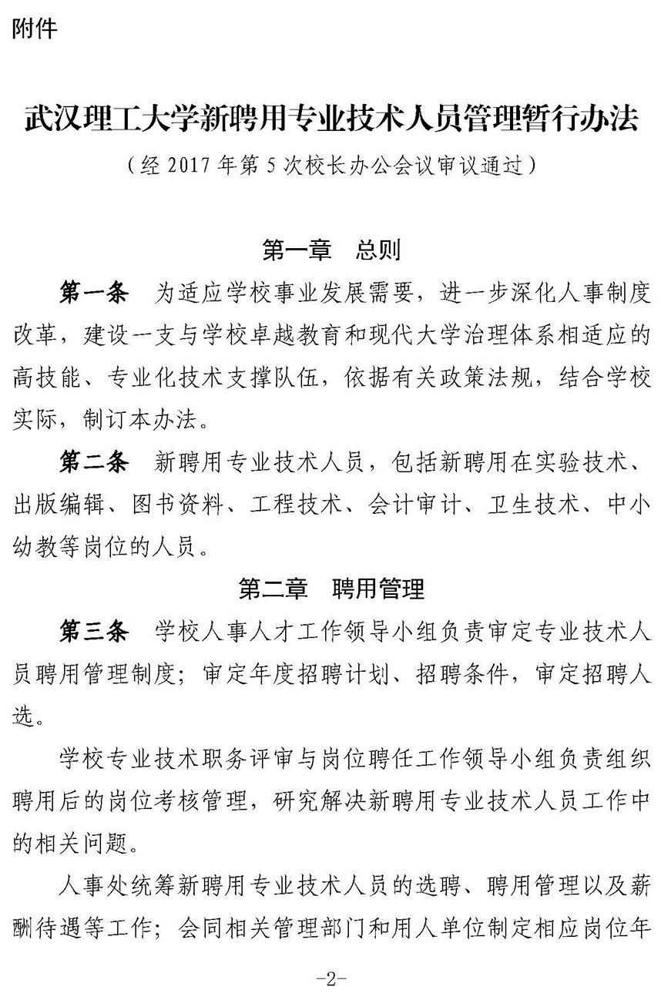 附件
武汉理工大学新聘用专业技术人员管理暂行办法
（经 2017 年第 5 次校长办公会议审议通过）
第一章 总则
第一条 为适应学校事业发展需要，进一步深化人事制度
改革，建设一支与学校卓越教育和现代大学治理体系相适应的
高技能、专业化技术支撑队伍，依据有关政策法规，结合学校
实际，制订本办法。
第二条 新聘用专业技术人员，包括新聘用在实验技术、
出版编辑、图书资料、工程技术、会计审计、卫生技术、中小
幼教等岗位的人员。
第二章 聘用管理
第三条 学校人事人才工作领导小组负责审定专业技术人
员聘用管理制度；审定年度招聘计划、招聘条件，审定招聘人
选。
学校专业技术职务评审与岗位聘任工作领导小组负责组织
聘用后的岗位考核管理，研究解决新聘用专业技术人员工作中
的相关问题。
人事处统筹新聘用专业技术人员的选聘、聘用管理以及薪
酬待遇等工作；会同相关管理部门和用人单位制定相应岗位年
-2-